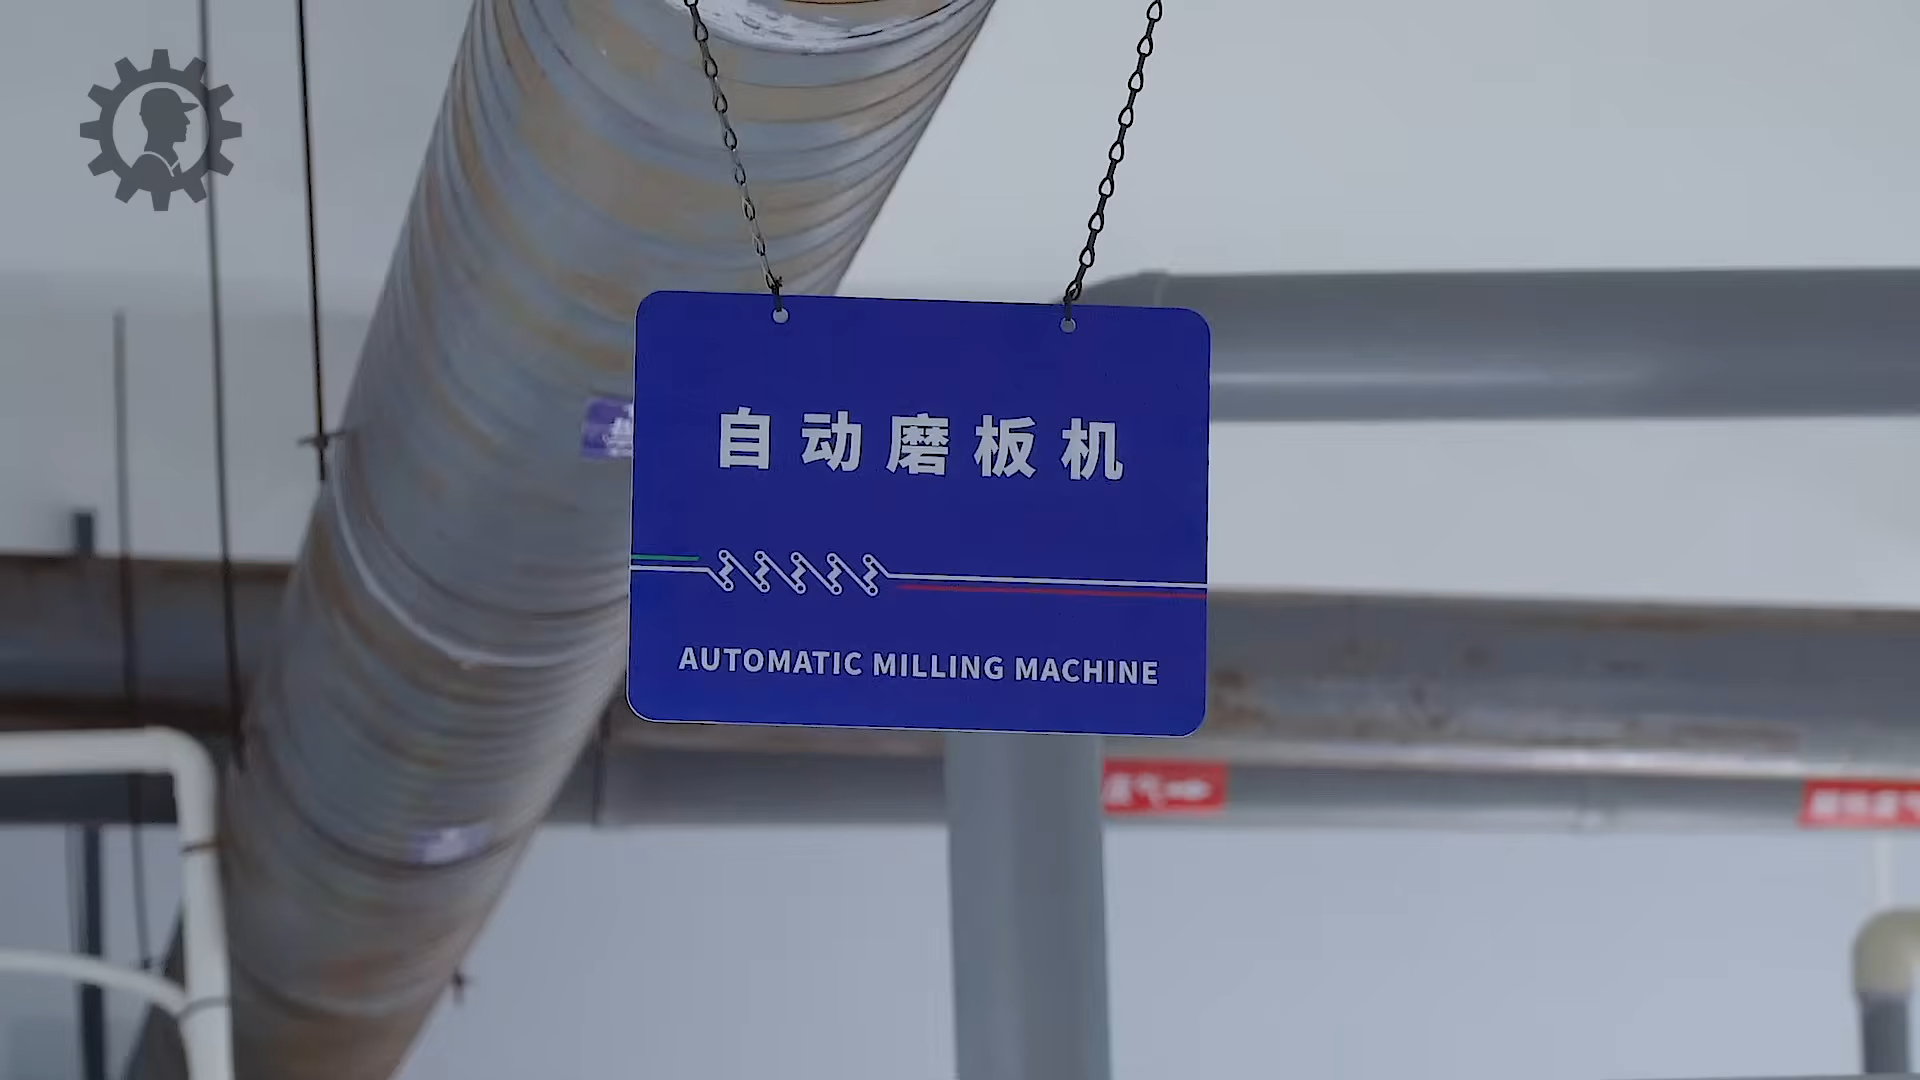 自动磨板机
AUTOMATIC MILLING MACHINE